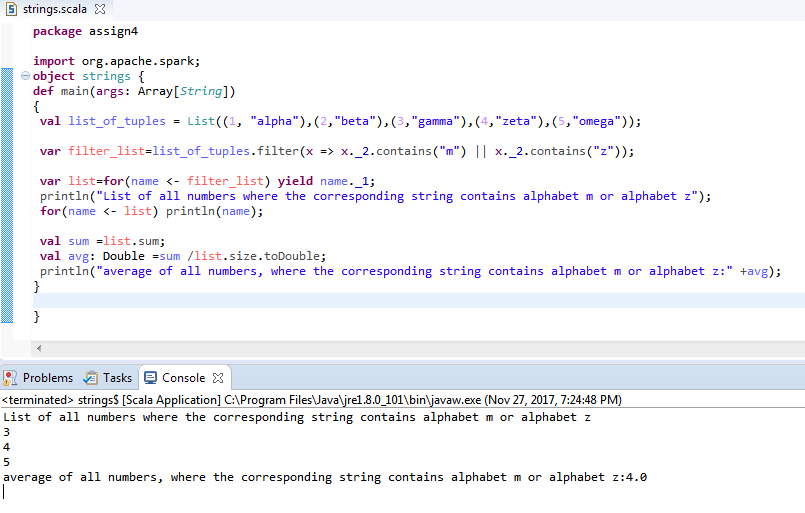 strings.scala
package assign4
import org.apache.spark;
object strings {
def main(args: Array[String])
{
val list_of_tuples = List((1, "alpha"),(2,"beta"),(3,"gamma"),(4,"zeta"),(5,"omega"));
var filter_list=list_of_tuples.filter(x => x._2.contains("m") || x._2.contains("z"));
var list=for(name <- filter_list) yield name._1;
println("List of all numbers where the corresponding string contains alphabet m or alphabet z");
for(name <- list) println(name);
val sum =list.sum;
val avg: Double =sum /list.size.toDouble;
println("average of all numbers, where the corresponding string contains alphabet m or alphabet z:" +avg);
}
}
Problems Tasks Console
<terminated> strings$ [Scala Application] C:\Program Files\Java\jre1.8.0_101\bin\javaw.exe (Nov 27, 2017, 7:24:48 PM)
List of all numbers where the corresponding string contains alphabet m or alphabet z
3
4
5
average of all numbers, where the corresponding string contains alphabet m or alphabet z:4.0